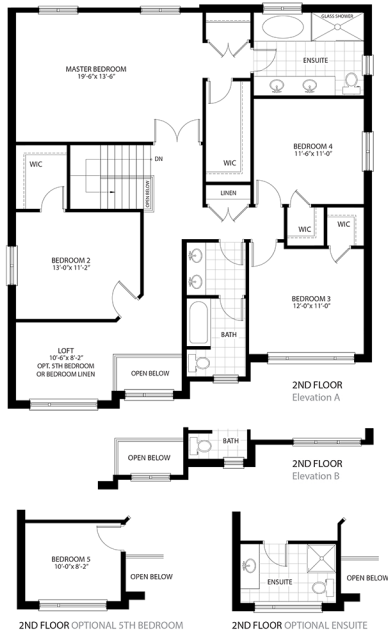 GLASS SHOWER
ENSUITE
MASTER BEDROOM
19'-6"x 13'-6"
BEDROOM 4
11'-6"x 11'-0"
WIC
DN
WIC
OPEN BELOW
LINEN
WIC
WIC
BEDROOM 2
13'-0"x 11'-2"
BEDROOM 3
12'-0"x 11'-0"
BATH
LOFT
10'-6"x 8'-2"
OPT. 5TH BEDROOM
OR BEDROOM LINEN
OPEN BELOW
2ND FLOOR
Elevation A
BATH
OPEN BELOW
2ND FLOOR
Elevation B
BEDROOM 5
10'-0"x 8'-2"
OPEN BELOW
ENSUITE
OPEN BELOW
2ND FLOOR OPTIONAL 5TH BEDROOM
2ND FLOOR OPTIONAL ENSUITE